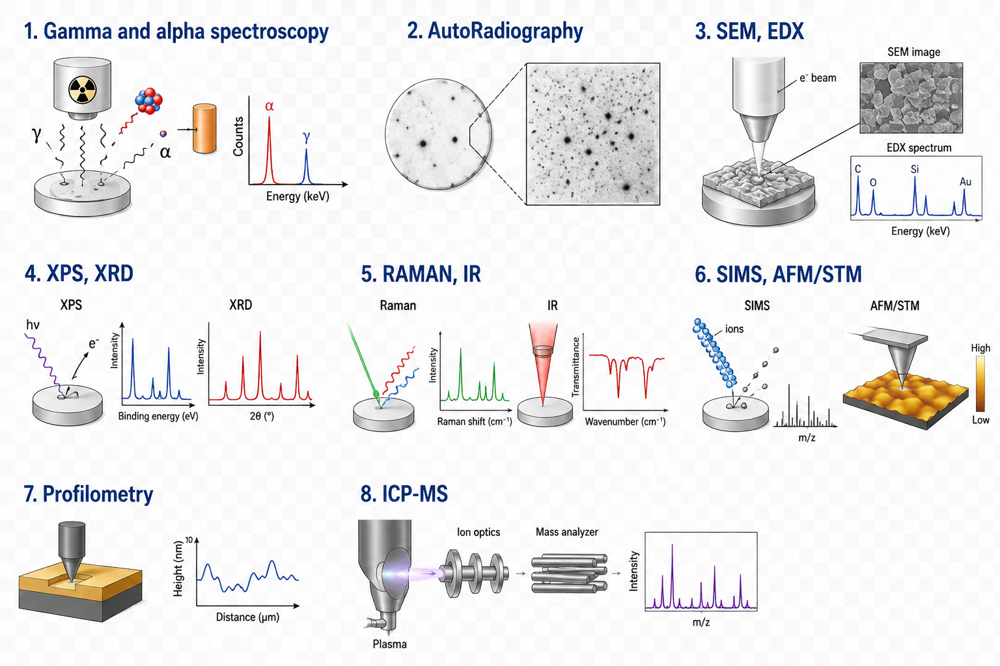 1. Gamma and alpha spectroscopy
γ
α
α
γ
Counts
Energy (keV)
2. AutoRadiography
3. SEM, EDX
e⁻ beam
SEM image
EDX spectrum
C
O
Si
Au
Energy (keV)
4. XPS, XRD
XPS
hν
e⁻
Intensity
Binding energy (eV)
XRD
Intensity
2θ (°)
5. RAMAN, IR
Raman
Intensity
Raman shift (cm⁻¹)
IR
Transmittance
Wavenumber (cm⁻¹)
6. SIMS, AFM/STM
SIMS
ions
m/z
AFM/STM
High
Low
7. Profilometry
10
Height (nm)
Distance (µm)
8. ICP-MS
Plasma
Ion optics
Mass analyzer
Intensity
m/z